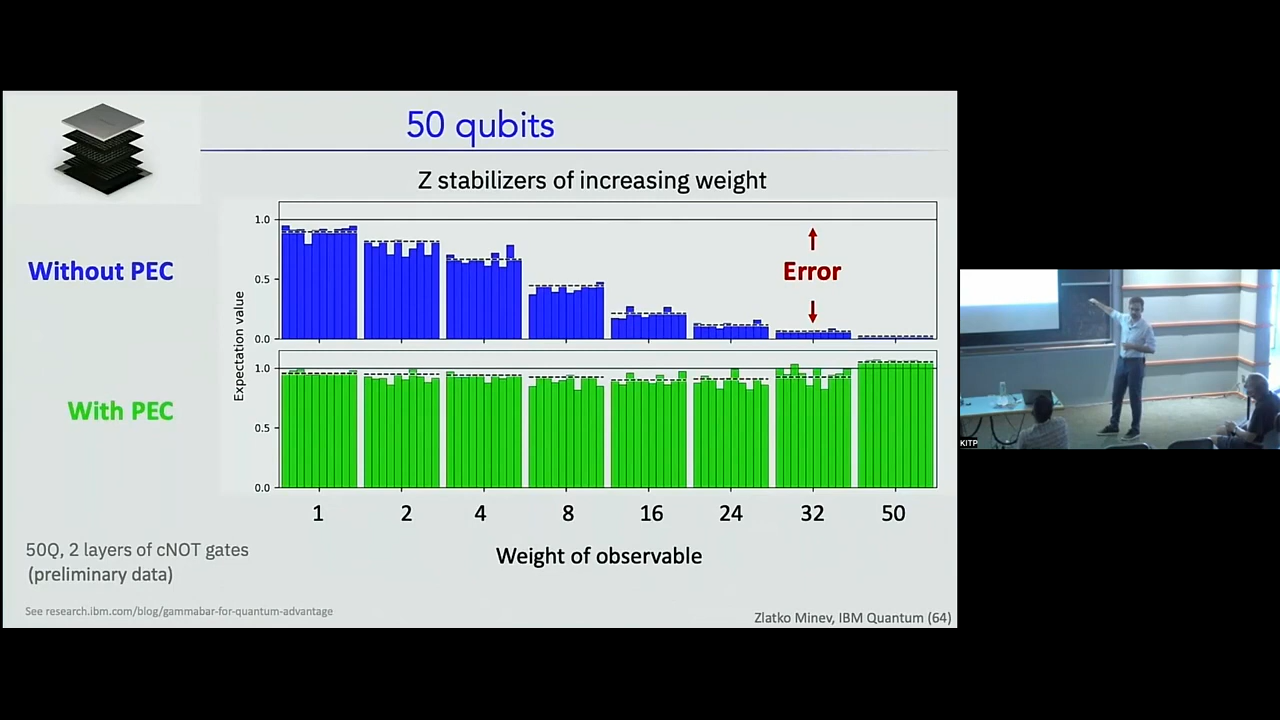 50 qubits
Z stabilizers of increasing weight
Without PEC
With PEC
Expectation value
1.0
0.5
0.0
Error
1.0
0.5
0.0
1 2 4 8 16 24 32 50
Weight of observable
50Q, 2 layers of cNOT gates
(preliminary data)
See research.ibm.com/blog/gammabar-for-quantum-advantage
Zlatko Minev, IBM Quantum (64)
KITP